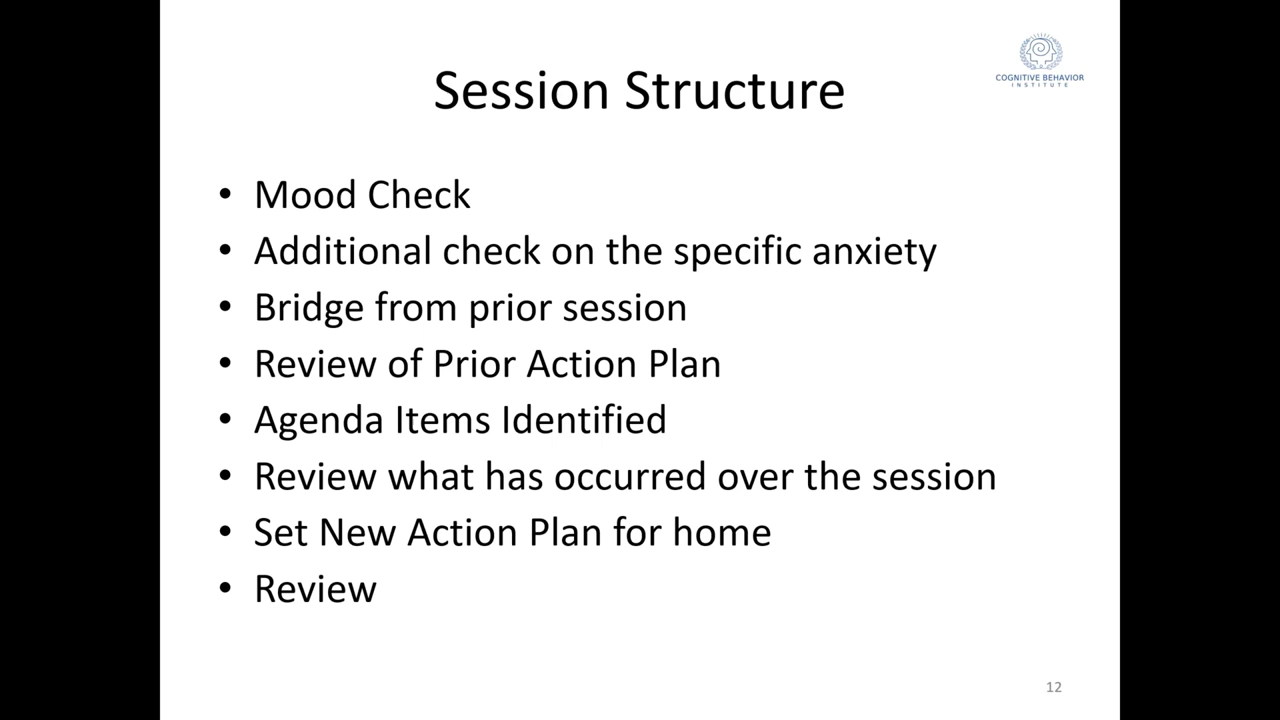 COGNITIVE BEHAVIOR
INSTITUTE
Session Structure
• Mood Check
• Additional check on the specific anxiety
• Bridge from prior session
• Review of Prior Action Plan
• Agenda Items Identified
• Review what has occurred over the session
• Set New Action Plan for home
• Review
12